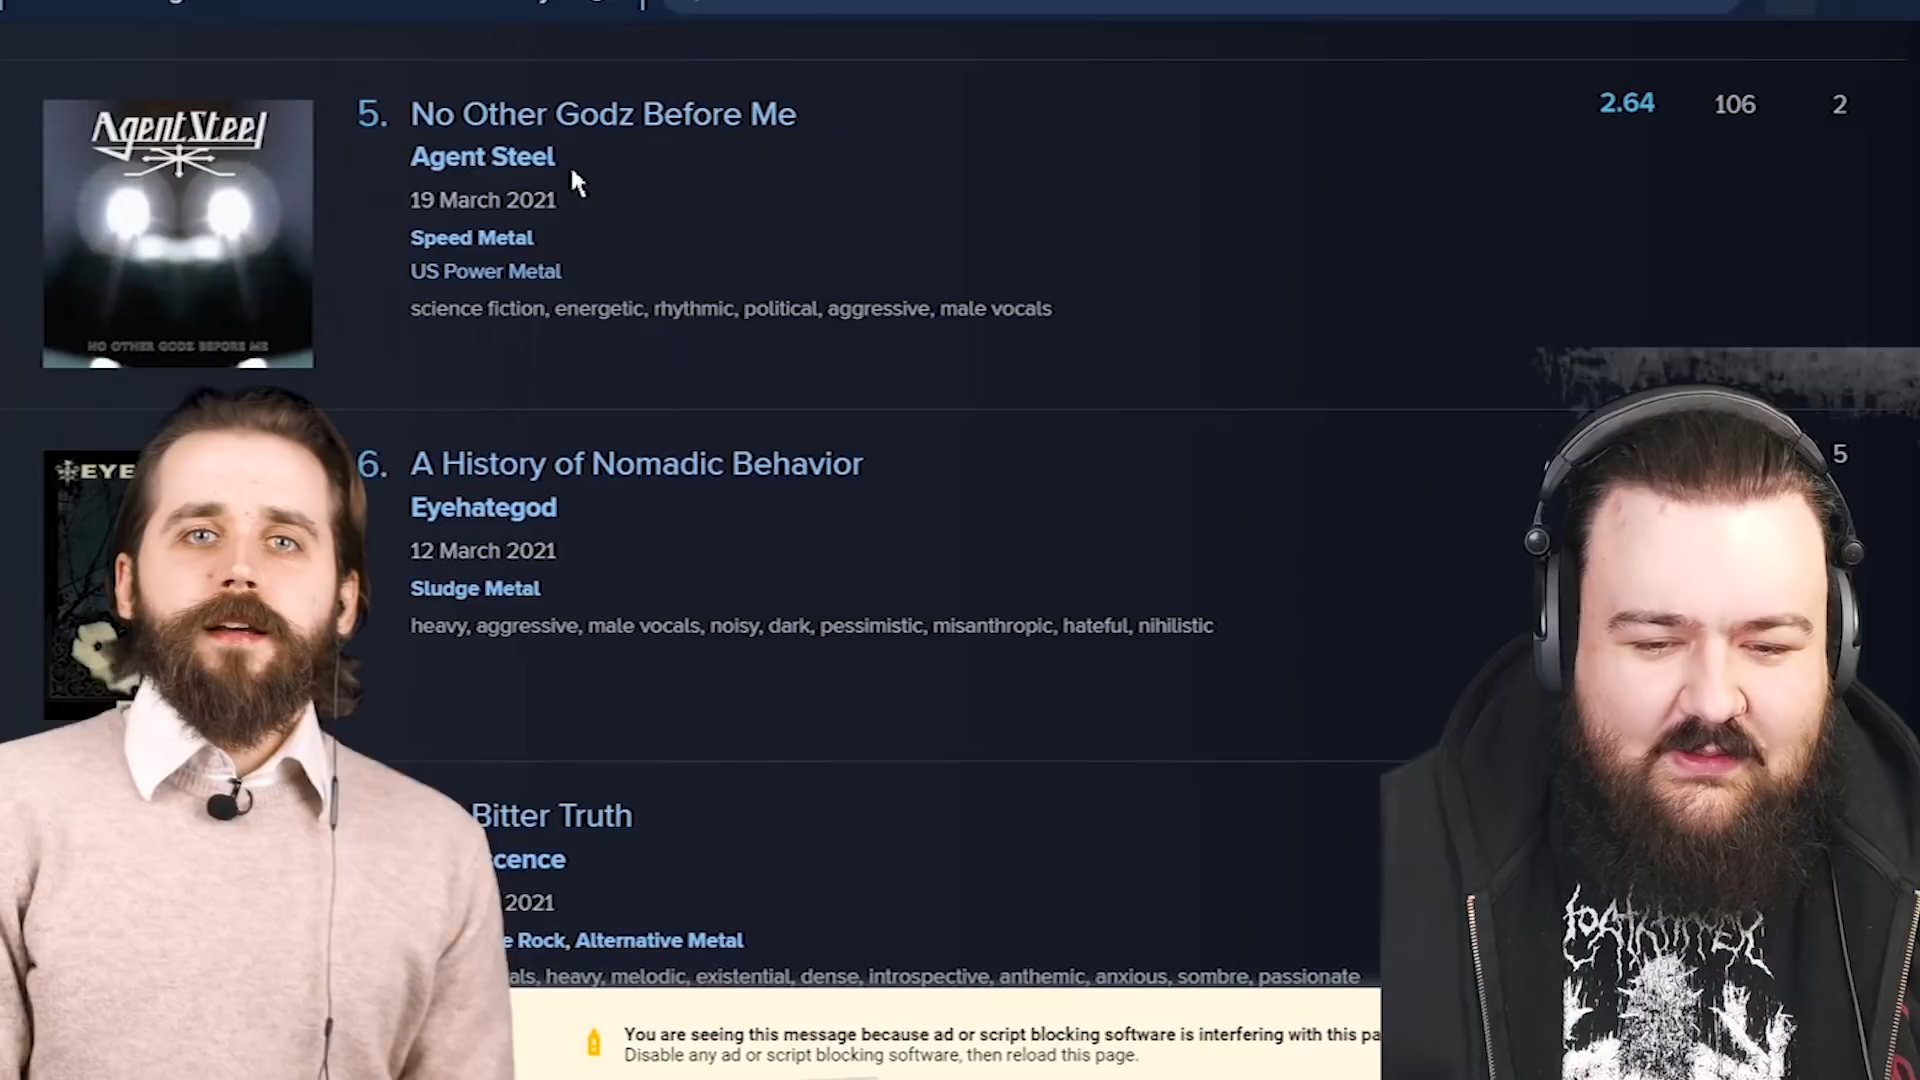 Agent Steel
NO OTHER GODZ BEFORE ME
5. No Other Godz Before Me
2.64 106 2
Agent Steel
19 March 2021
Speed Metal
US Power Metal
science fiction, energetic, rhythmic, political, aggressive, male vocals
EYE
6. A History of Nomadic Behavior
5
Eyehategod
12 March 2021
Sludge Metal
heavy, aggressive, male vocals, noisy, dark, pessimistic, misanthropic, hateful, nihilistic
Bitter Truth
scence
2021
e Rock, Alternative Metal
als, heavy, melodic, existential, dense, introspective, anthemic, anxious, sombre, passionate
You are seeing this message because ad or script blocking software is interfering with this pa
Disable any ad or script blocking software, then reload this page.